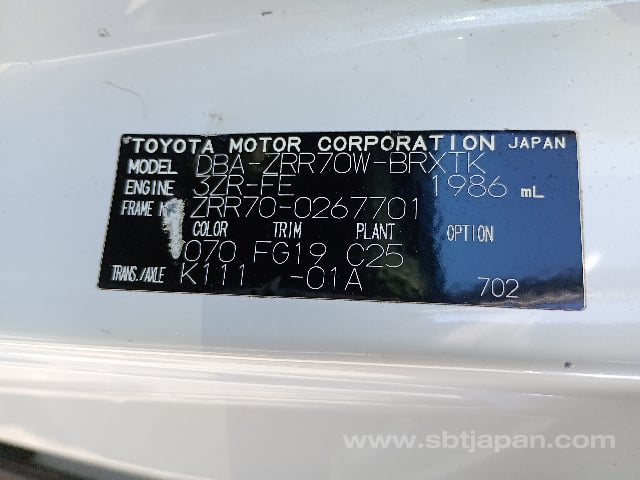 TOYOTA MOTOR CORPORATION JAPAN
MODEL DBA-ZRR70W-BRXTK
ENGINE 3ZR-FE 1986 mL
FRAME N ZRR70-0267701
COLOR TRIM PLANT OPTION
070 FG19 C25
TRANS./AXLE K111 -01A 702
www.sbtjapan.com